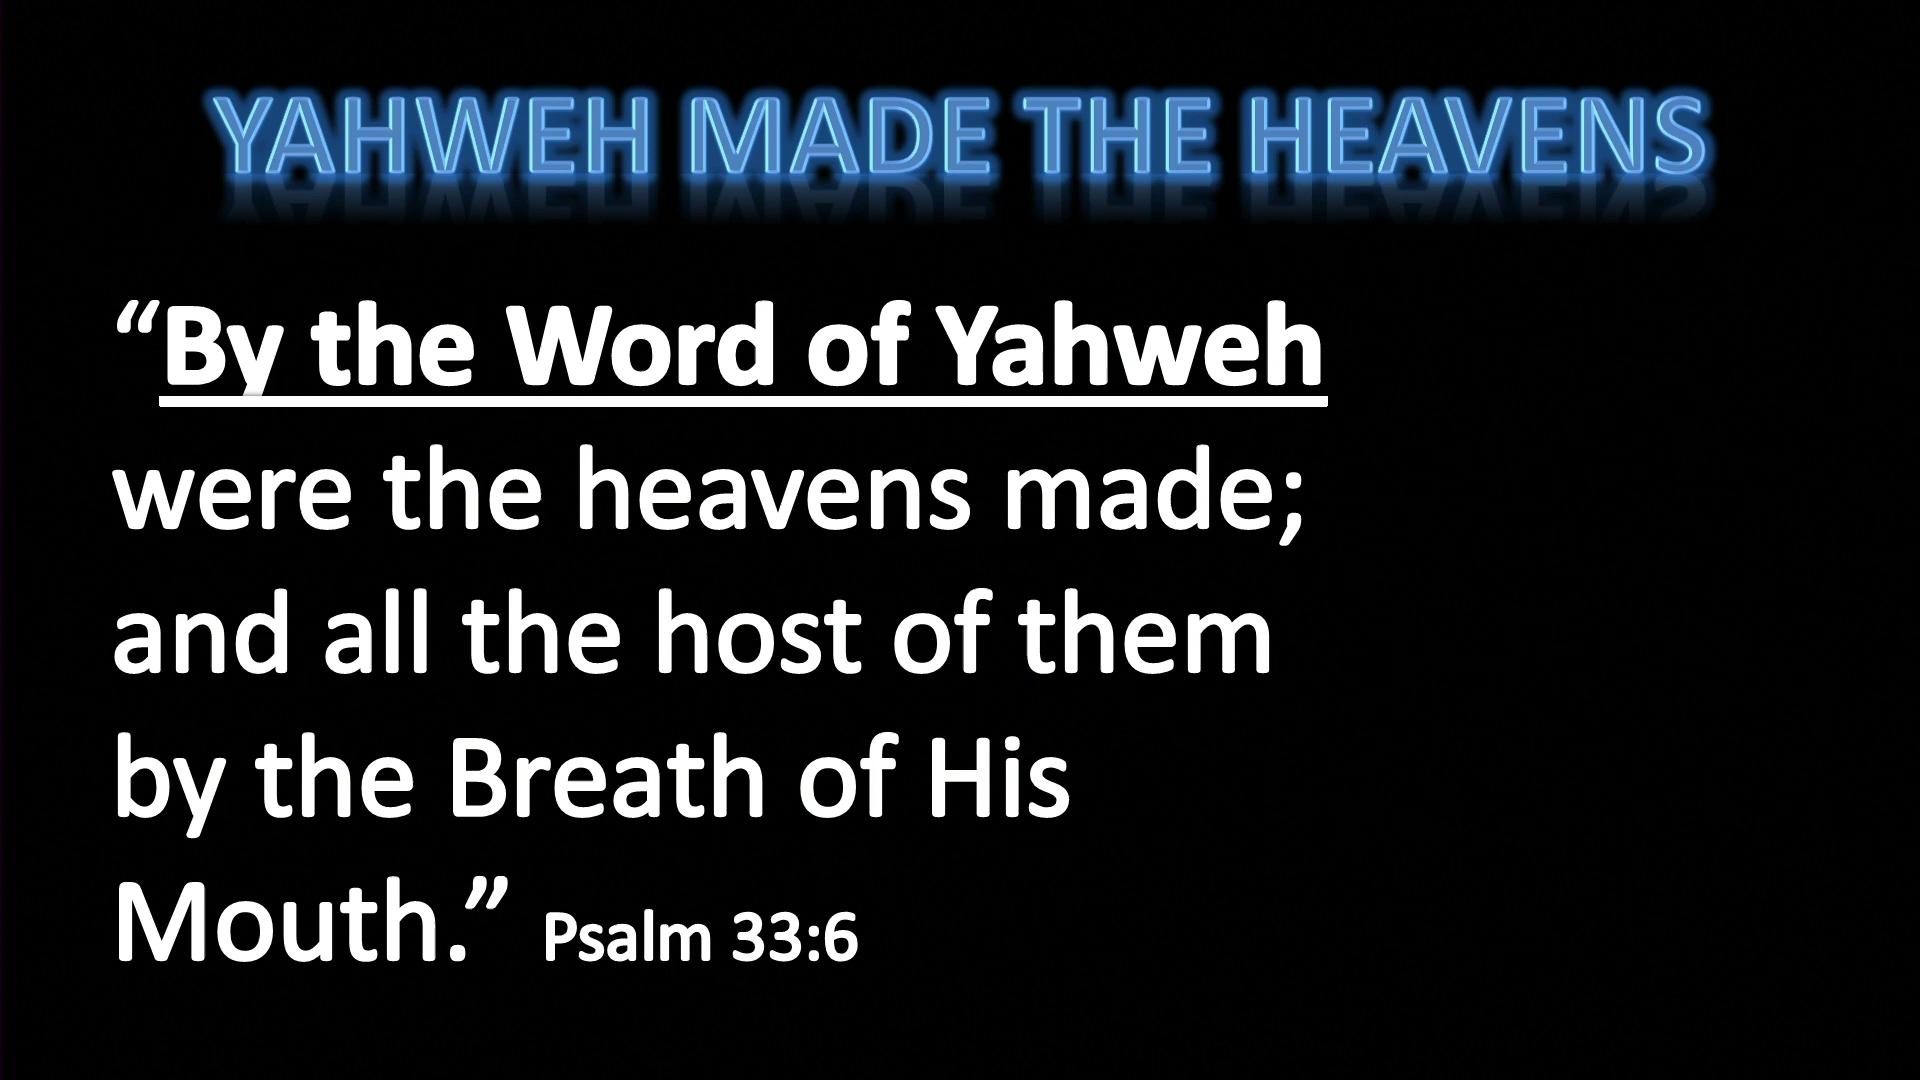 YAHWEH MADE THE HEAVENS
“By the Word of Yahweh
were the heavens made;
and all the host of them
by the Breath of His
Mouth.” Psalm 33:6